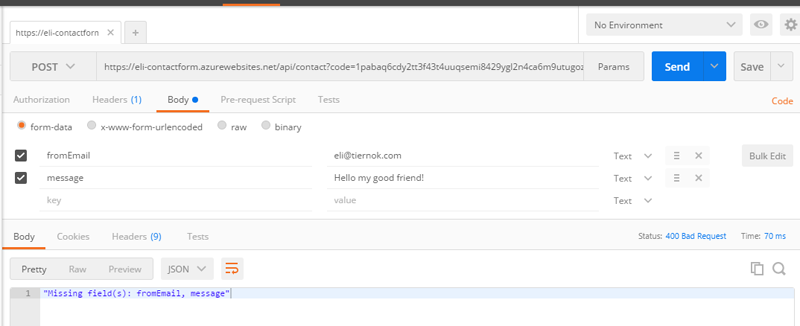 https://eli-contactforn
No Environment
POST https://eli-contactform.azurewebsites.net/api/contact?code=1pabaq6cdy2tt3f43t4uuqsemi8429ygl2n4ca6m9utugoz Params Send Save
Authorization Headers (1) Body Pre-request Script Tests Code
form-data x-www-form-urlencoded raw binary
fromEmail eli@tiernok.com Text Bulk Edit
message Hello my good friend! Text
key value Text
Body Cookies Headers (9) Tests Status: 400 Bad Request Time: 70 ms
Pretty Raw Preview JSON
1 "Missing field(s): fromEmail, message"